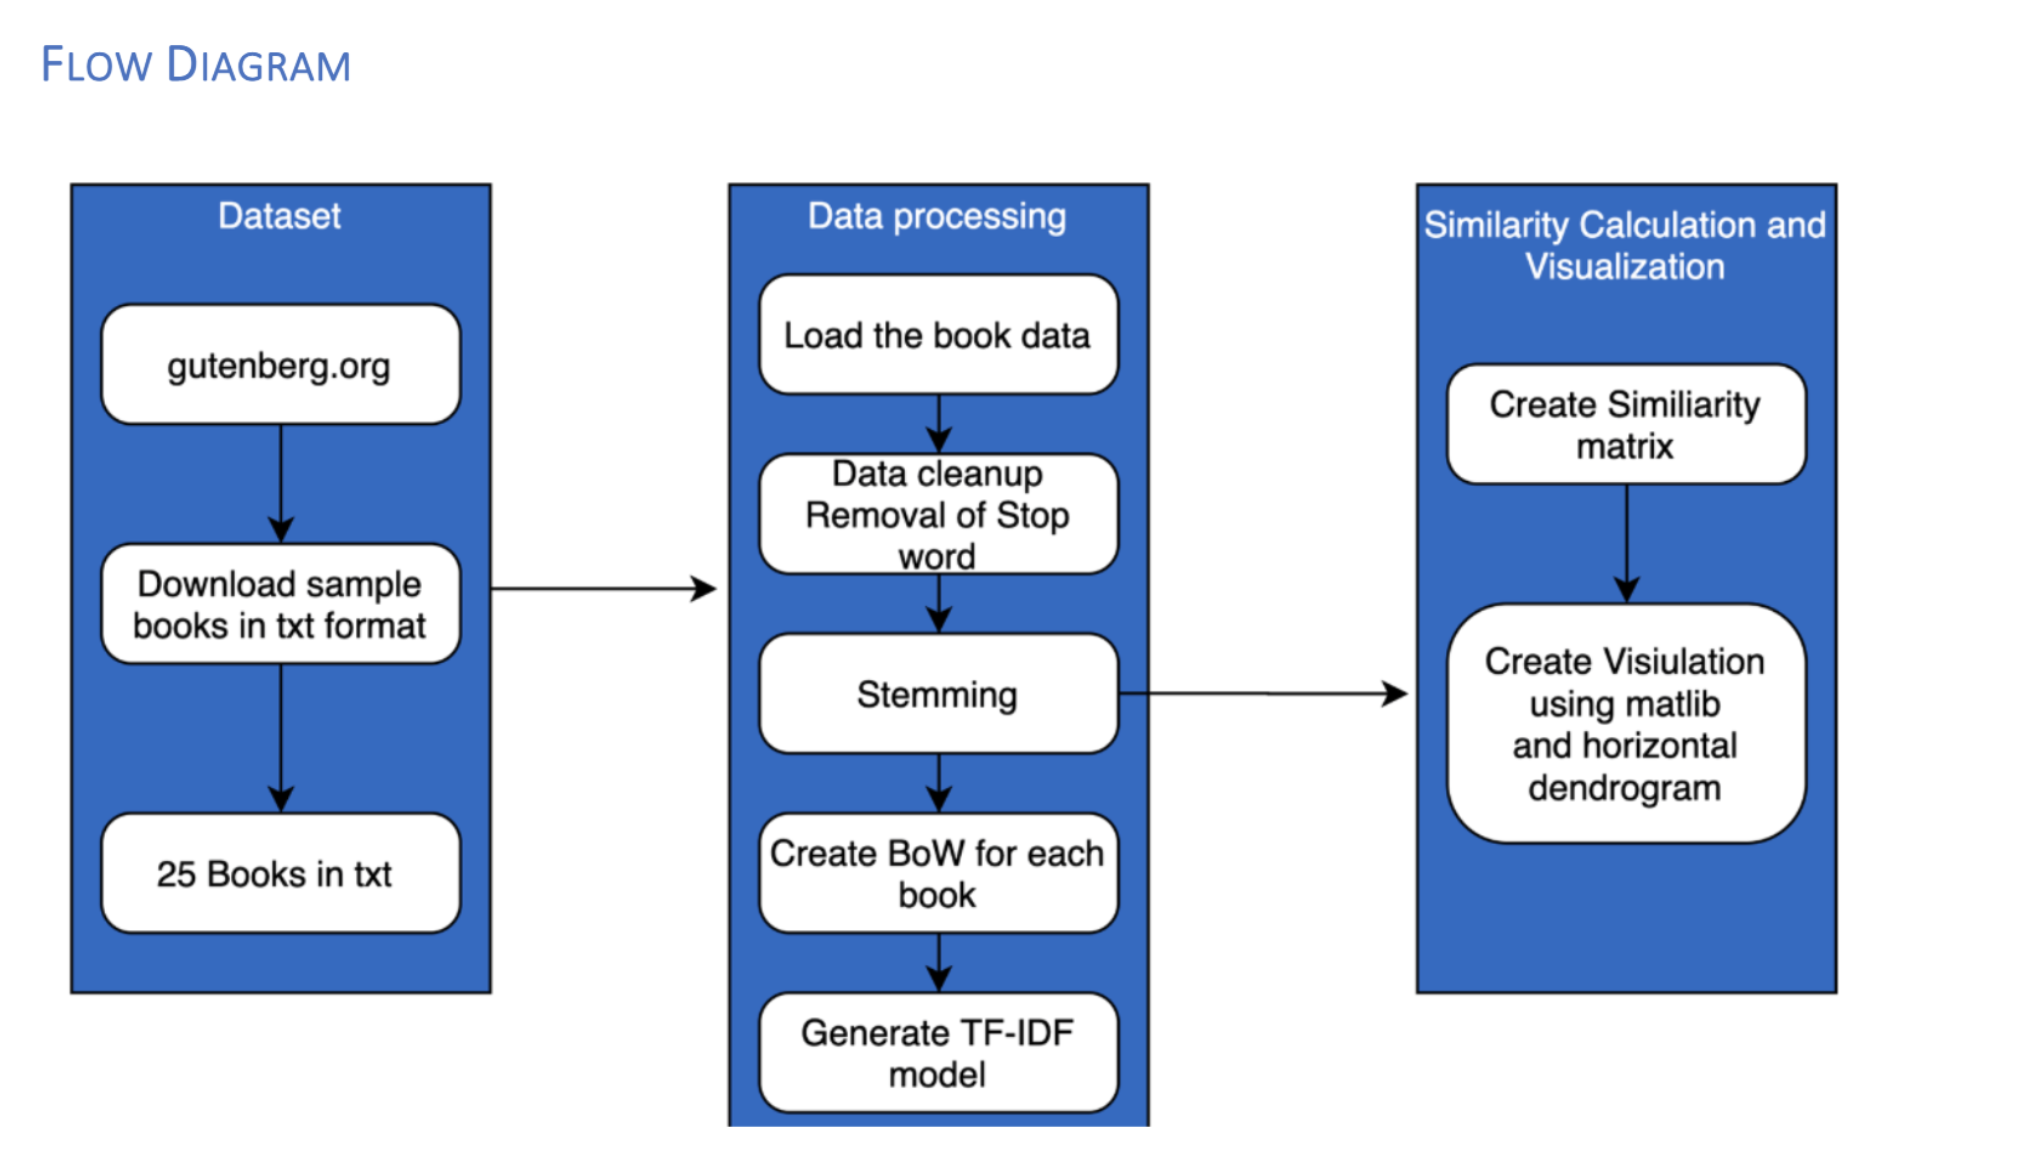 FLOW DIAGRAM
Dataset
gutenberg.org
Download sample
books in txt format
25 Books in txt
Data processing
Load the book data
Data cleanup
Removal of Stop
word
Stemming
Create BoW for each
book
Generate TF-IDF
model
Similarity Calculation and
Visualization
Create Similiarity
matrix
Create Visiulation
using matlib
and horizontal
dendrogram